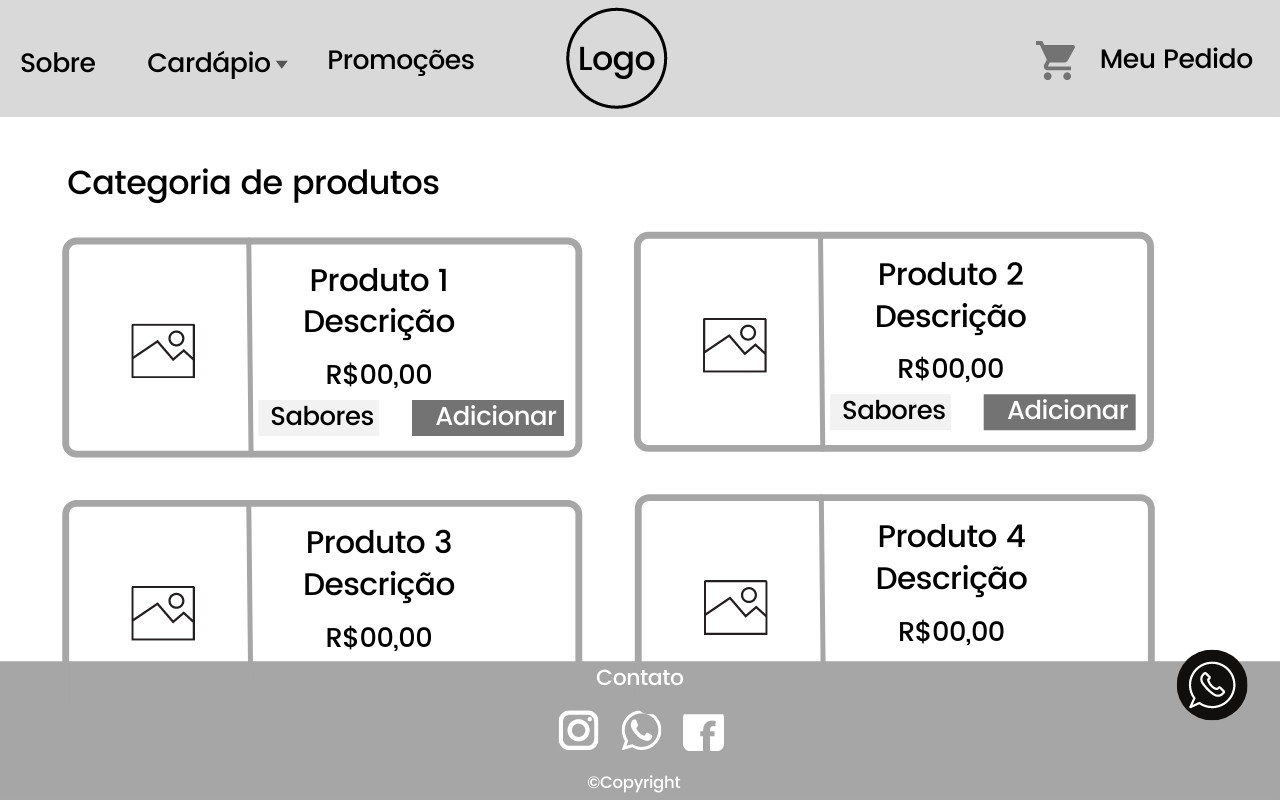 Sobre
Cardápio
Promoções
Logo
Meu Pedido
Categoria de produtos
Produto 1
Descrição
R$00,00
Sabores
Adicionar
Produto 2
Descrição
R$00,00
Sabores
Adicionar
Produto 3
Descrição
R$00,00
Produto 4
Descrição
R$00,00
Contato
©Copyright